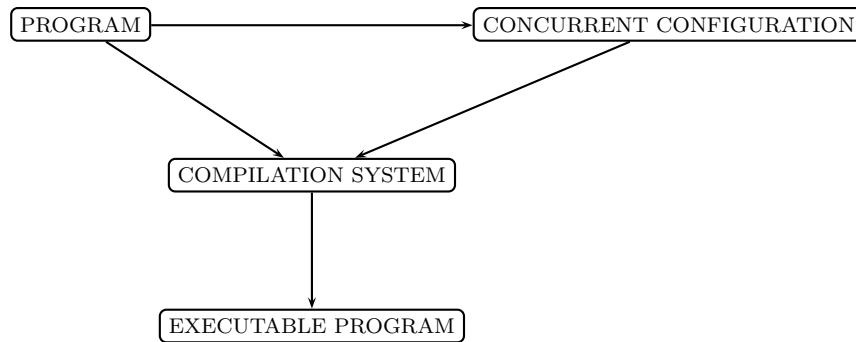 PROGRAM
CONCURRENT CONFIGURATION
COMPILATION SYSTEM
EXECUTABLE PROGRAM